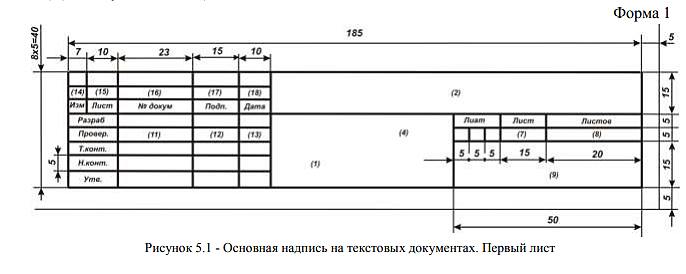 Форма 1
185
5
8x5=40
7 10 23 15 10
(14) (15) (16) (17) (18)
(2)
15
Изм Лист № докум Подп. Дата
Разраб
Лит Лист Листов
5
Провер. (11) (12) (13)
(4)
(7) (8)
5
Т.конт.
5 5 5 15 20
15
5
Н.конт.
(1)
(9)
Утв.
5
50
Рисунок 5.1 - Основная надпись на текстовых документах. Первый лист